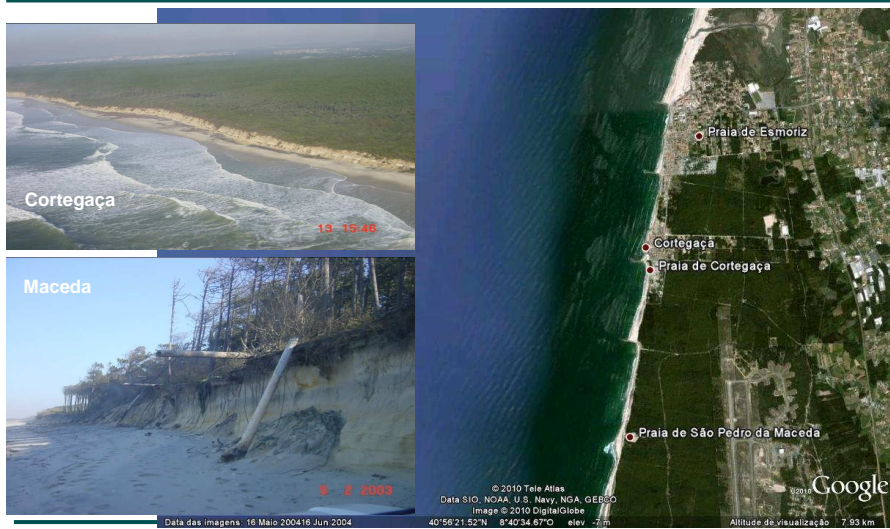 Cortegaça
13 15:46
Maceda
2 2003
Praia de Esmoriz
Cortegaça
Praia de Cortegaça
Praia de São Pedro da Maceda
© 2010 Tele Atlas
Data SIO, NOAA, U.S. Navy, NGA, GEBCO
Image © 2010 DigitalGlobe
©2010 Google
Data das imagens: 16 Maio 200416 Jun 2004
40°56'21.52"N 8°40'34.67"O elev -7 m
Altitude de visualização 7.93 km